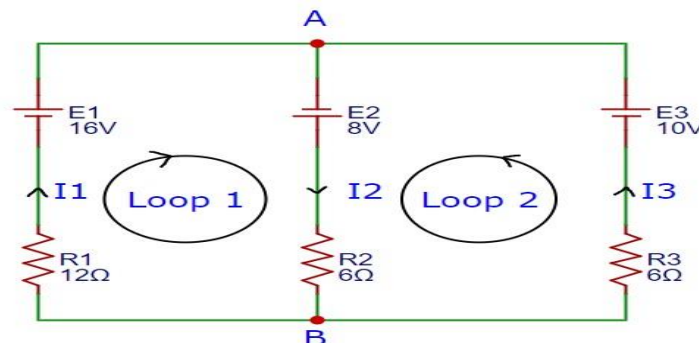 A
E1
16V
E2
8V
E3
10V
I1
Loop 1
I2
Loop 2
I3
R1
12Ω
R2
6Ω
R3
6Ω
B